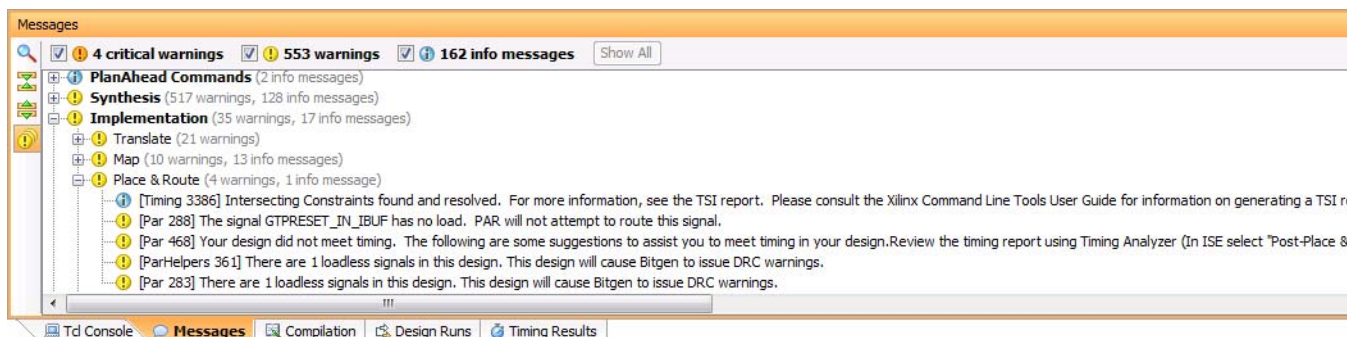 Messages
4 critical warnings 553 warnings 162 info messages Show All
PlanAhead Commands (2 info messages)
Synthesis (517 warnings, 128 info messages)
Implementation (35 warnings, 17 info messages)
Translate (21 warnings)
Map (10 warnings, 13 info messages)
Place & Route (4 warnings, 1 info message)
[Timing 3386] Intersecting Constraints found and resolved. For more information, see the TSI report. Please consult the Xilinx Command Line Tools User Guide for information on generating a TSI r
[Par 288] The signal GTPRESET_IN_IBUF has no load. PAR will not attempt to route this signal.
[Par 468] Your design did not meet timing. The following are some suggestions to assist you to meet timing in your design.Review the timing report using Timing Analyzer (In ISE select "Post-Place &
[ParHelpers 361] There are 1 loadless signals in this design. This design will cause Bitgen to issue DRC warnings.
[Par 283] There are 1 loadless signals in this design. This design will cause Bitgen to issue DRC warnings.
Tcl Console Messages Compilation Design Runs Timing Results